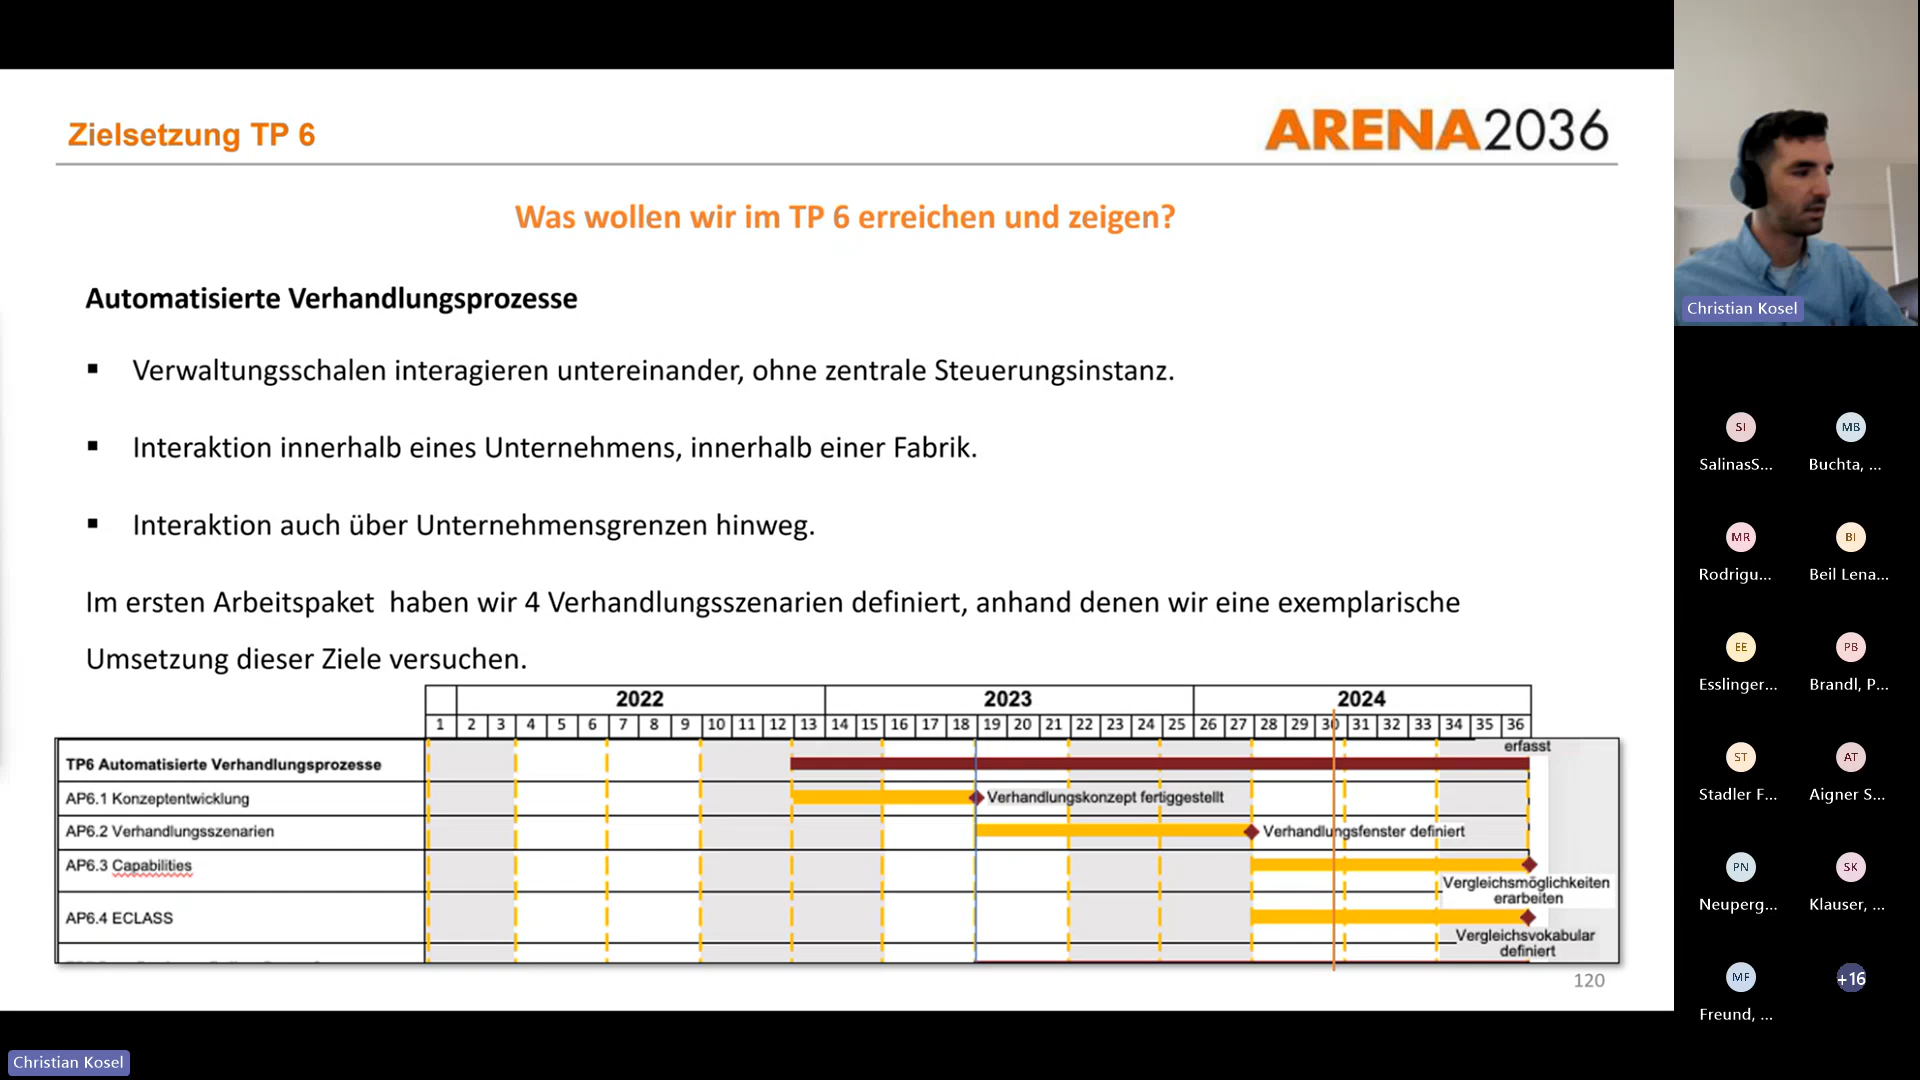 Zielsetzung TP 6
ARENA2036
Was wollen wir im TP 6 erreichen und zeigen?
Automatisierte Verhandlungsprozesse
▪ Verwaltungsschalen interagieren untereinander, ohne zentrale Steuerungsinstanz.
▪ Interaktion innerhalb eines Unternehmens, innerhalb einer Fabrik.
▪ Interaktion auch über Unternehmensgrenzen hinweg.
Im ersten Arbeitspaket haben wir 4 Verhandlungsszenarien definiert, anhand denen wir eine exemplarische
Umsetzung dieser Ziele versuchen.
2022 2023 2024
1 2 3 4 5 6 7 8 9 10 11 12 13 14 15 16 17 18 19 20 21 22 23 24 25 26 27 28 29 30 31 32 33 34 35 36
erfasst
TP6 Automatisierte Verhandlungsprozesse
AP6.1 Konzeptentwicklung
Verhandlungskonzept fertiggestellt
AP6.2 Verhandlungsszenarien
Verhandlungsfenster definiert
AP6.3 Capabilities
Vergleichsmöglichkeiten
erarbeiten
AP6.4 ECLASS
Vergleichsvokabular
definiert
120
Christian Kosel
Christian Kosel
SI
SalinasS...
MB
Buchta, ...
MR
Rodrigu...
BI
Beil Lena...
EE
Esslinger...
PB
Brandl, P...
ST
Stadler F...
AT
Aigner S...
PN
Neuperg...
SK
Klauser, ...
MF
Freund, ...
+16